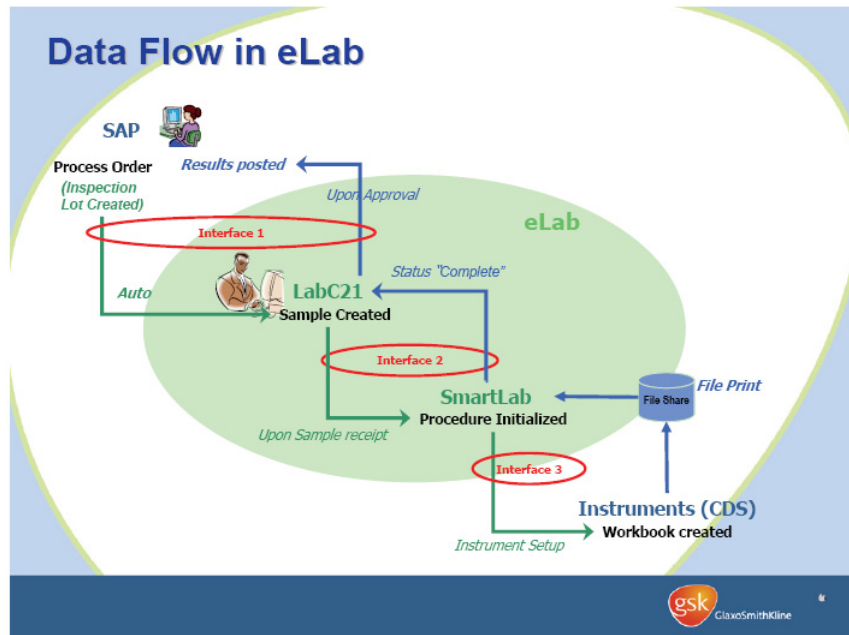 Data Flow in eLab
SAP
Process Order
(Inspection
Lot Created)
Results posted
Upon Approval
eLab
Interface 1
Auto
LabC21
Sample Created
Status "Complete"
Interface 2
SmartLab
Procedure Initialized
File Share
File Print
Upon Sample receipt
Interface 3
Instruments (CDS)
Workbook created
Instrument Setup
gsk
GlaxoSmithKline